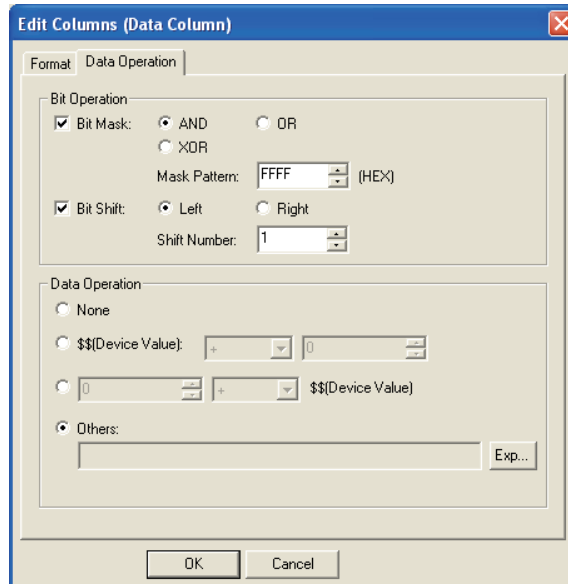 Edit Columns (Data Column)
Format Data Operation
Bit Operation
Bit Mask: AND OR
XOR
Mask Pattern: FFFF (HEX)
Bit Shift: Left Right
Shift Number: 1
Data Operation
None
$$(Device Value): + 0
0 + $$(Device Value)
Others:
Exp...
OK Cancel